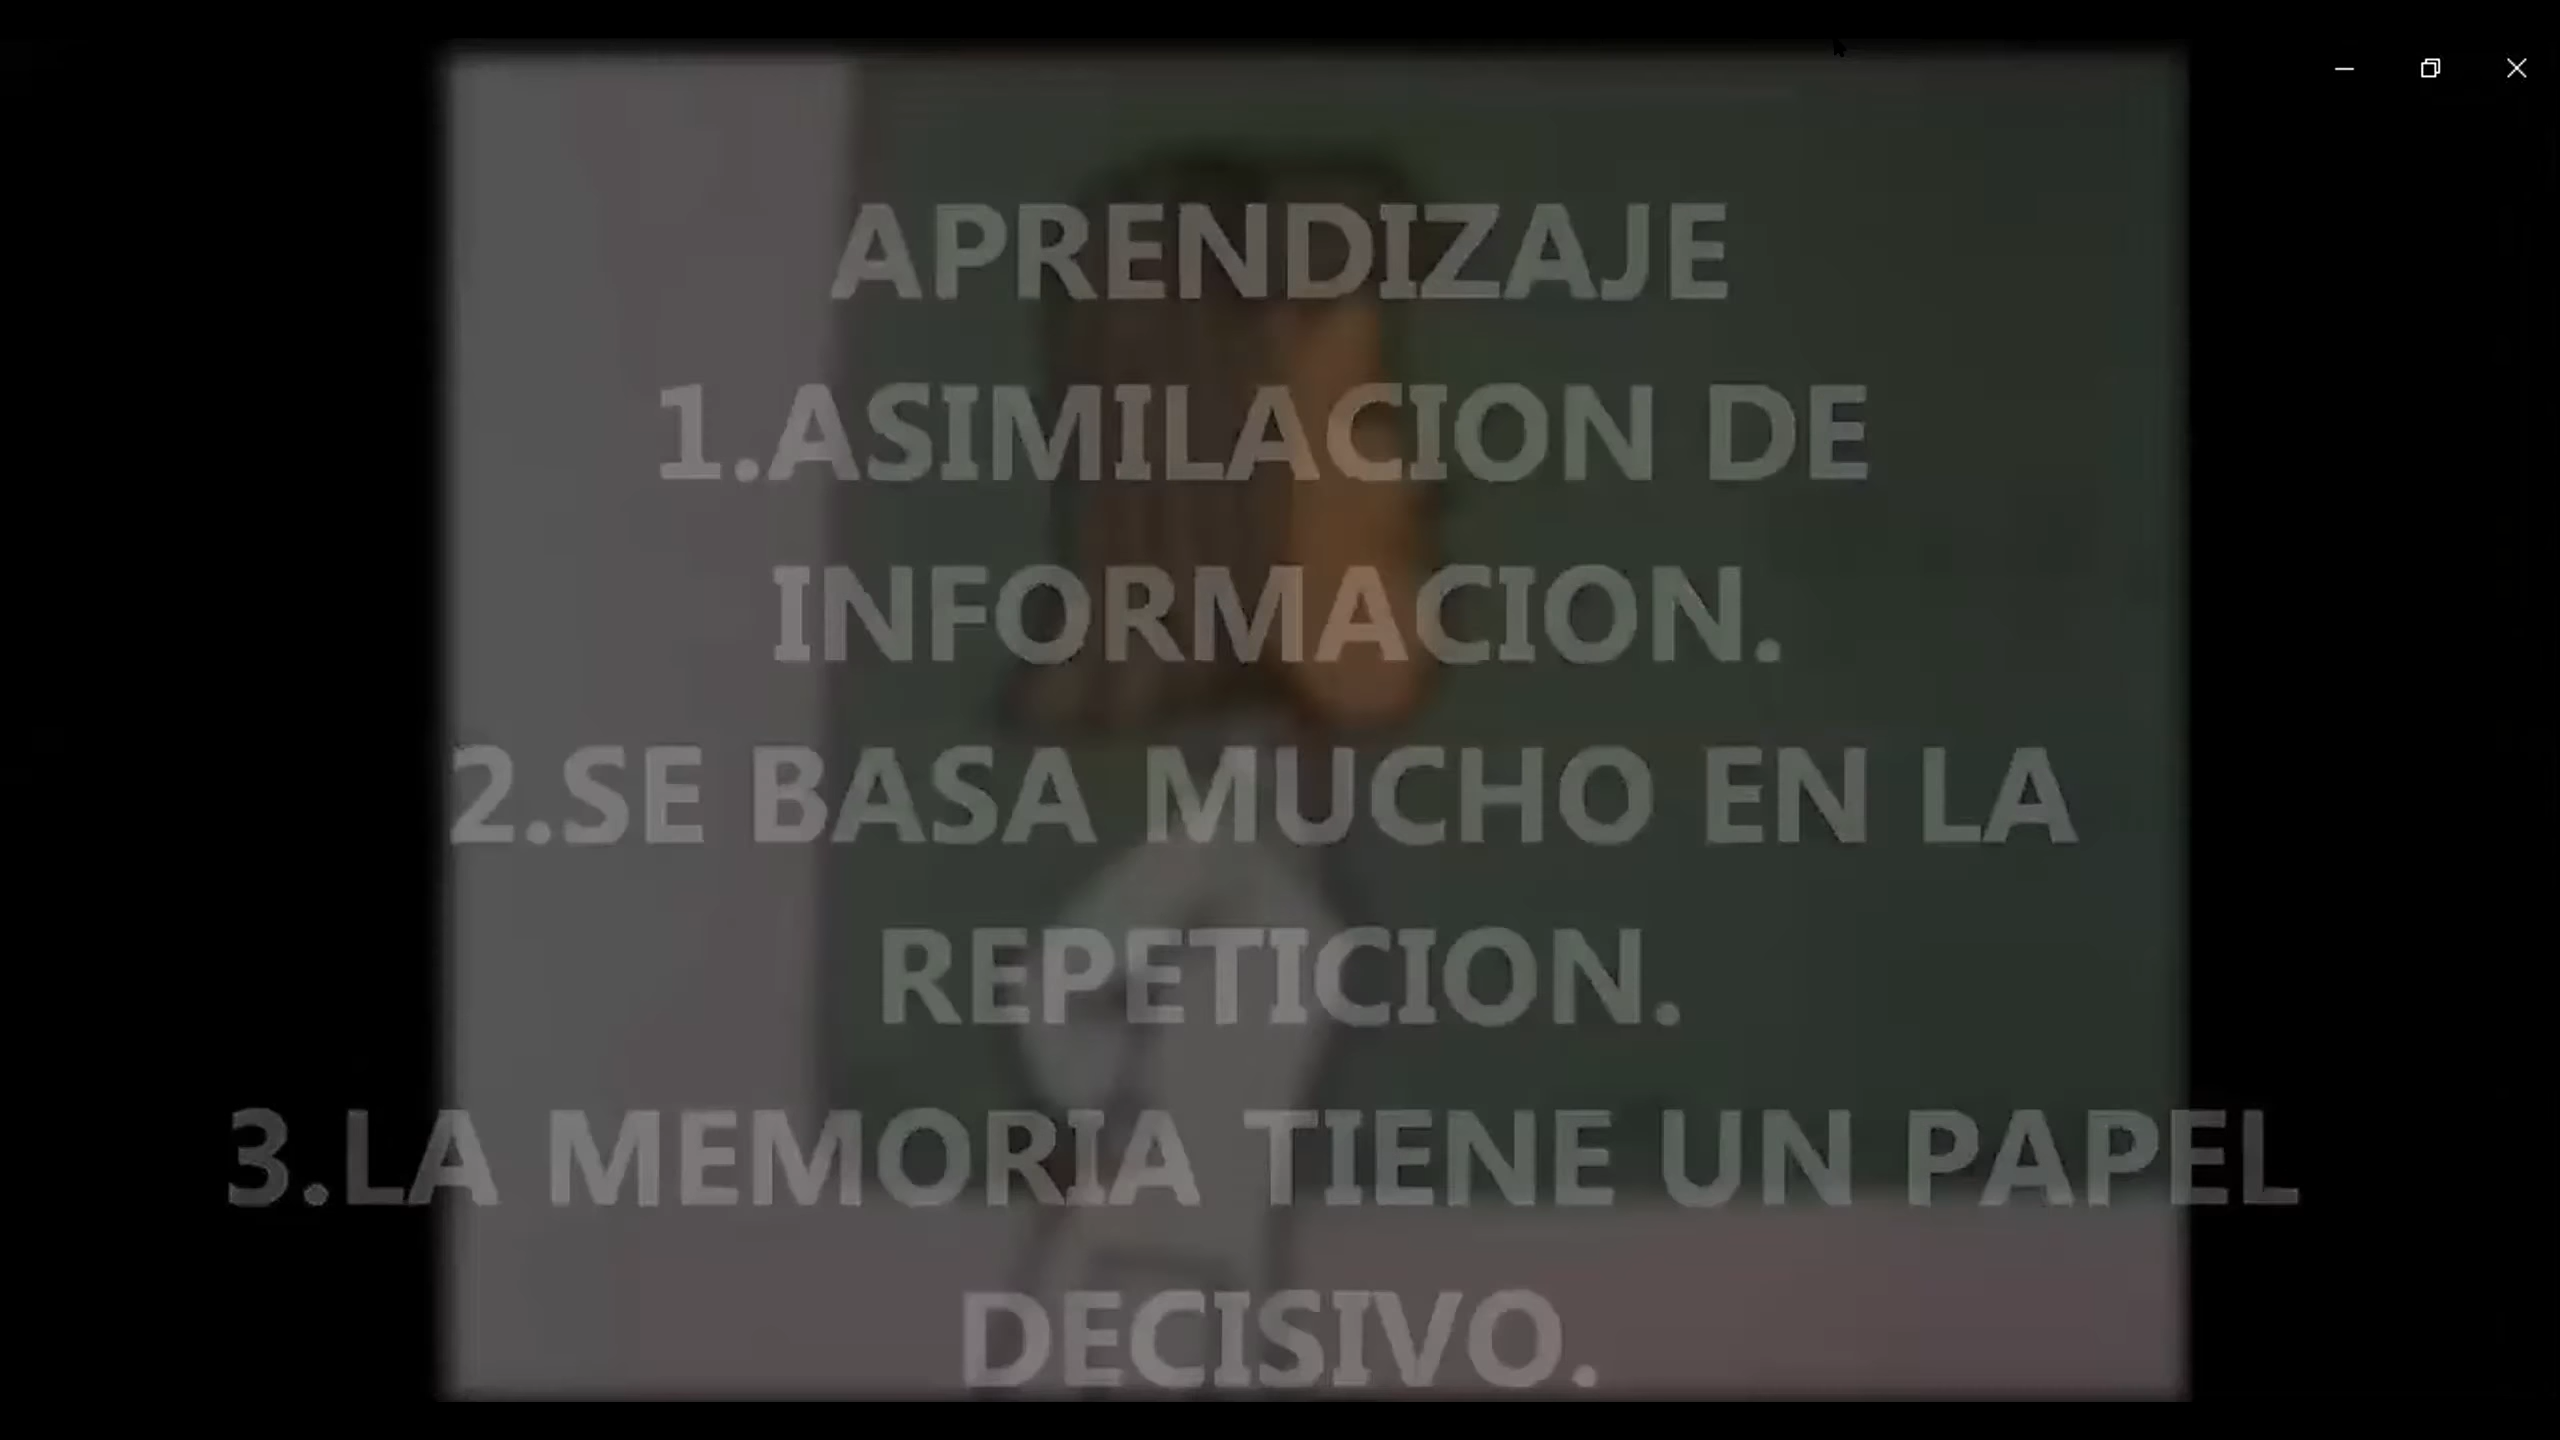 APRENDIZAJE
1.ASIMILACION DE
INFORMACION.
2.SE BASA MUCHO EN LA
REPETICION.
3.LA MEMORIA TIENE UN PAPEL
DECISIVO.